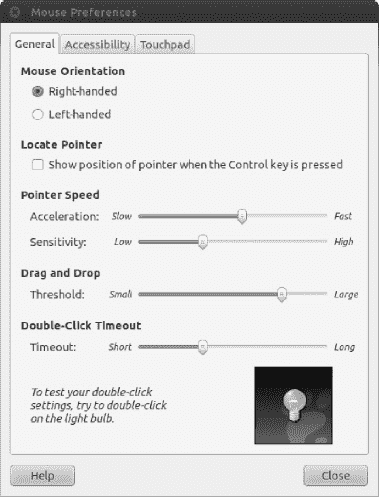 Mouse Preferences
General Accessibility Touchpad
Mouse Orientation
Right-handed
Left-handed
Locate Pointer
Show position of pointer when the Control key is pressed
Pointer Speed
Acceleration: Slow Fast
Sensitivity: Low High
Drag and Drop
Threshold: Small Large
Double-Click Timeout
Timeout: Short Long
To test your double-click
settings, try to double-click
on the light bulb.
Help Close